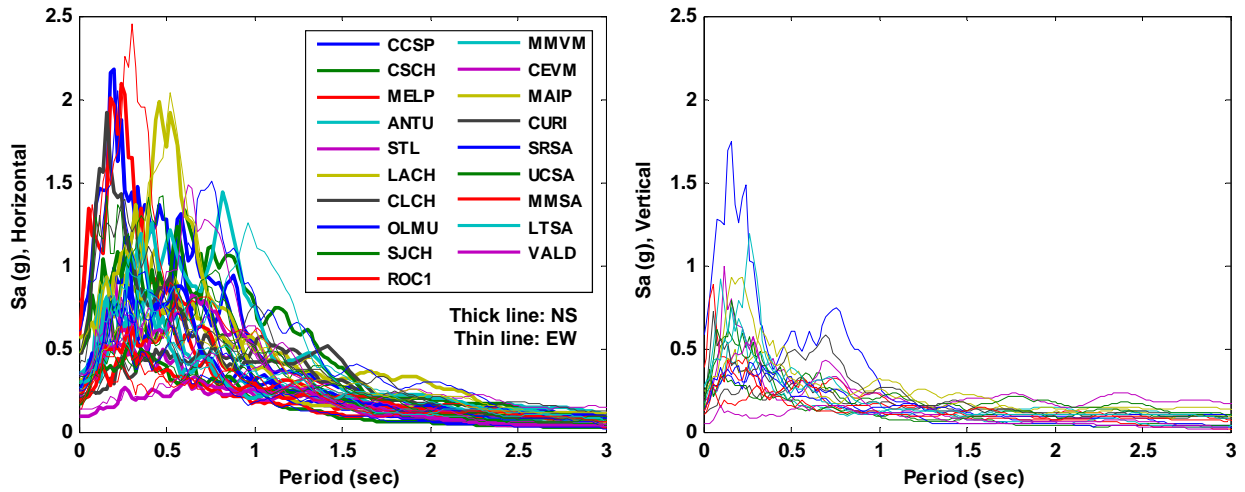 2.5
2
1.5
1
0.5
0
Sa (g), Horizontal
0 0.5 1 1.5 2 2.5 3
Period (sec)
CCSP
CSCH
MELP
ANTU
STL
LACH
CLCH
OLMU
SJCH
ROC1
MMVM
CEVM
MAIP
CURI
SRSA
UCSA
MMSA
LTSA
VALD
Thick line: NS
Thin line: EW
2.5
2
1.5
1
0.5
0
Sa (g), Vertical
0 0.5 1 1.5 2 2.5 3
Period (sec)